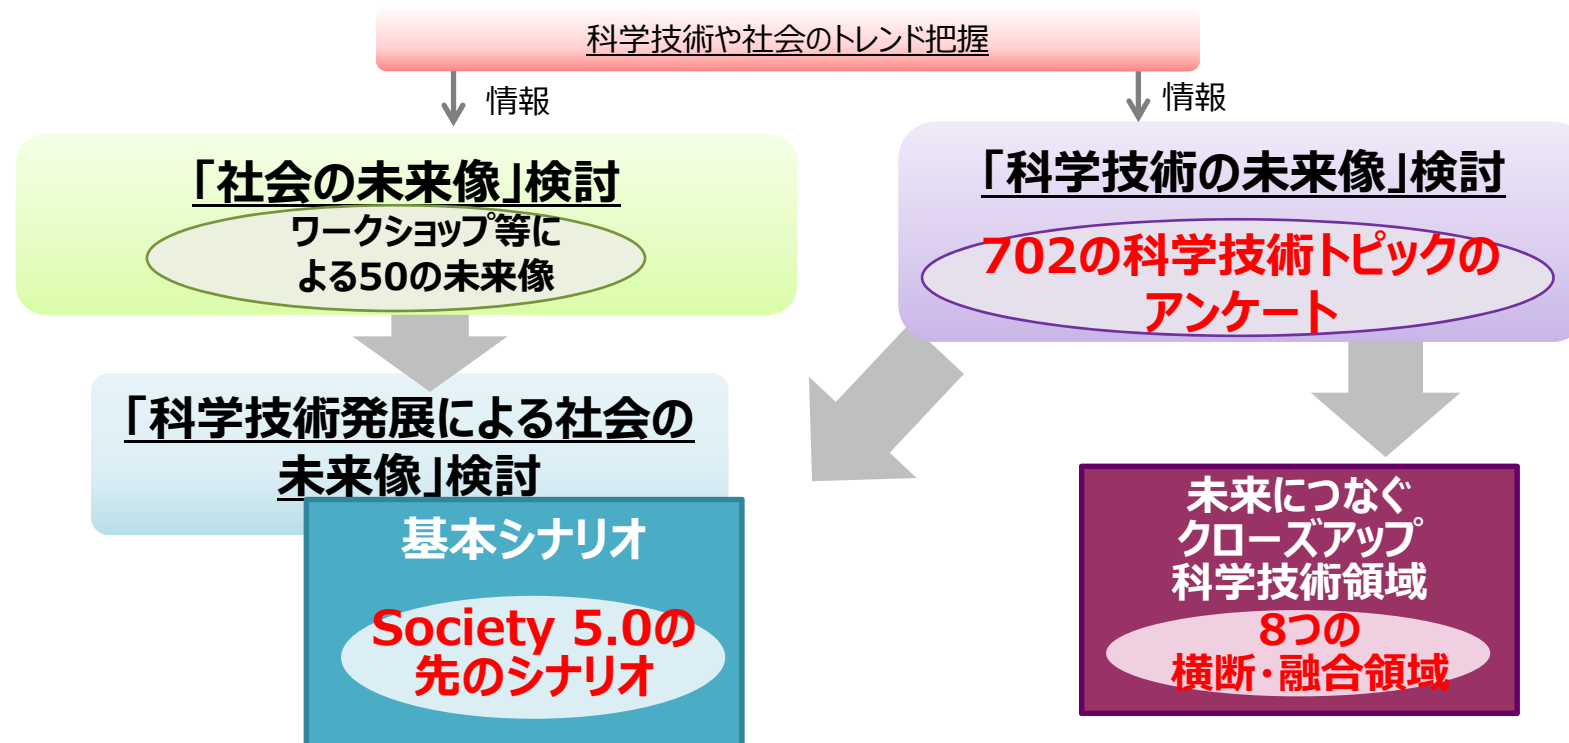 科学技術や社会のトレンド把握
情報
情報
「社会の未来像」検討
ワークショップ等に
よる50の未来像
「科学技術の未来像」検討
702の科学技術トピックの
アンケート
「科学技術発展による社会の
未来像」検討
基本シナリオ
Society 5.0の
先のシナリオ
未来につなぐ
クローズアップ
科学技術領域
8つの
横断・融合領域